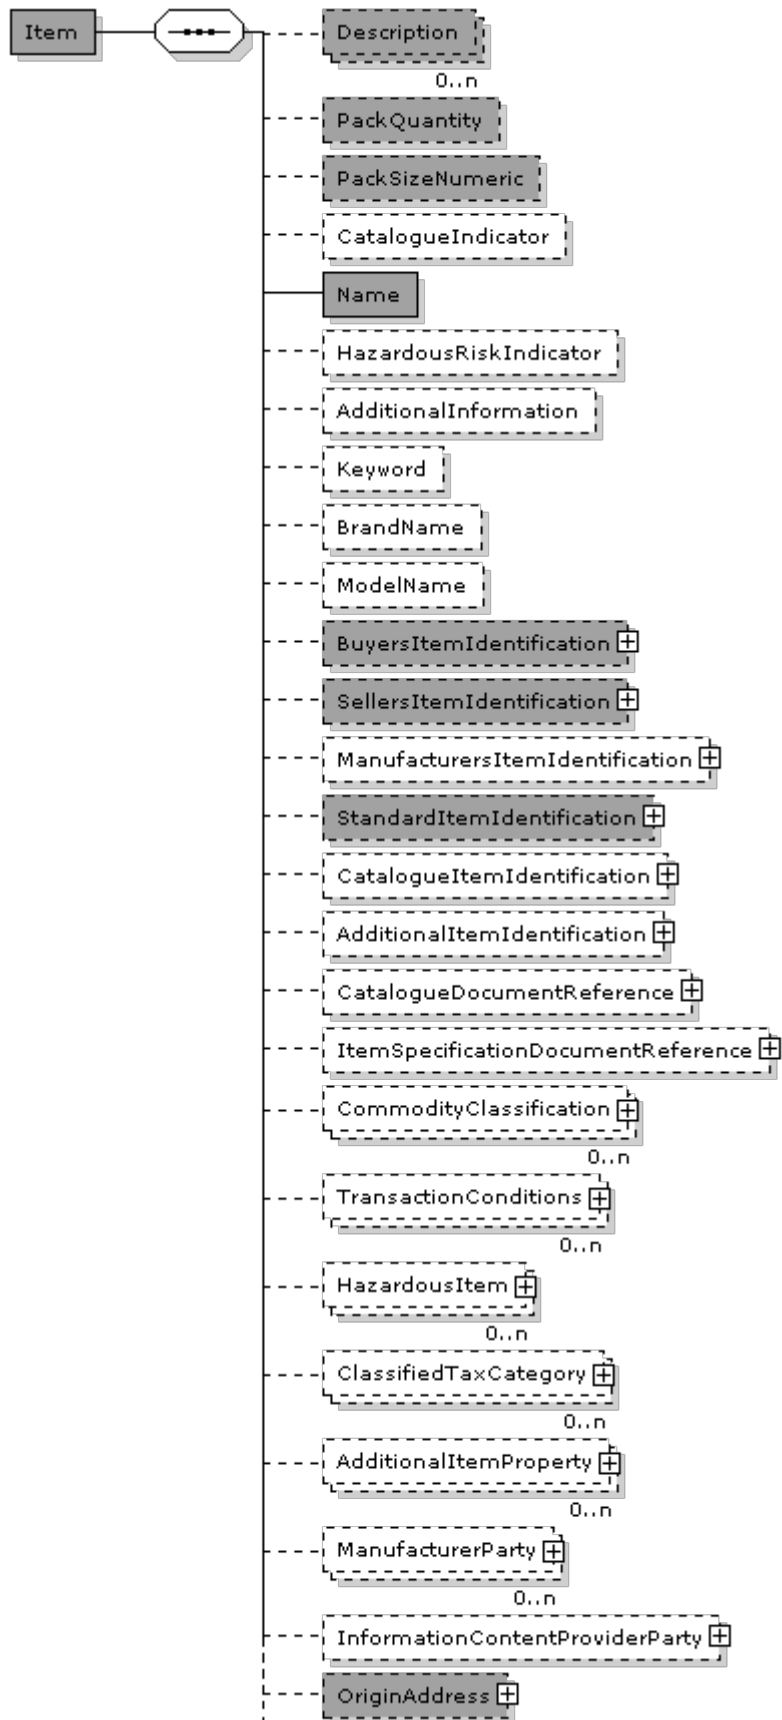 Item
Description
0..n
PackQuantity
PackSizeNumeric
CatalogueIndicator
Name
HazardousRiskIndicator
AdditionalInformation
Keyword
BrandName
ModelName
BuyersItemIdentification
SellersItemIdentification
ManufacturersItemIdentification
StandardItemIdentification
CatalogueItemIdentification
AdditionalItemIdentification
CatalogueDocumentReference
ItemSpecificationDocumentReference
CommodityClassification
0..n
TransactionConditions
0..n
HazardousItem
0..n
ClassifiedTaxCategory
0..n
AdditionalItemProperty
0..n
ManufacturerParty
0..n
InformationContentProviderParty
OriginAddress